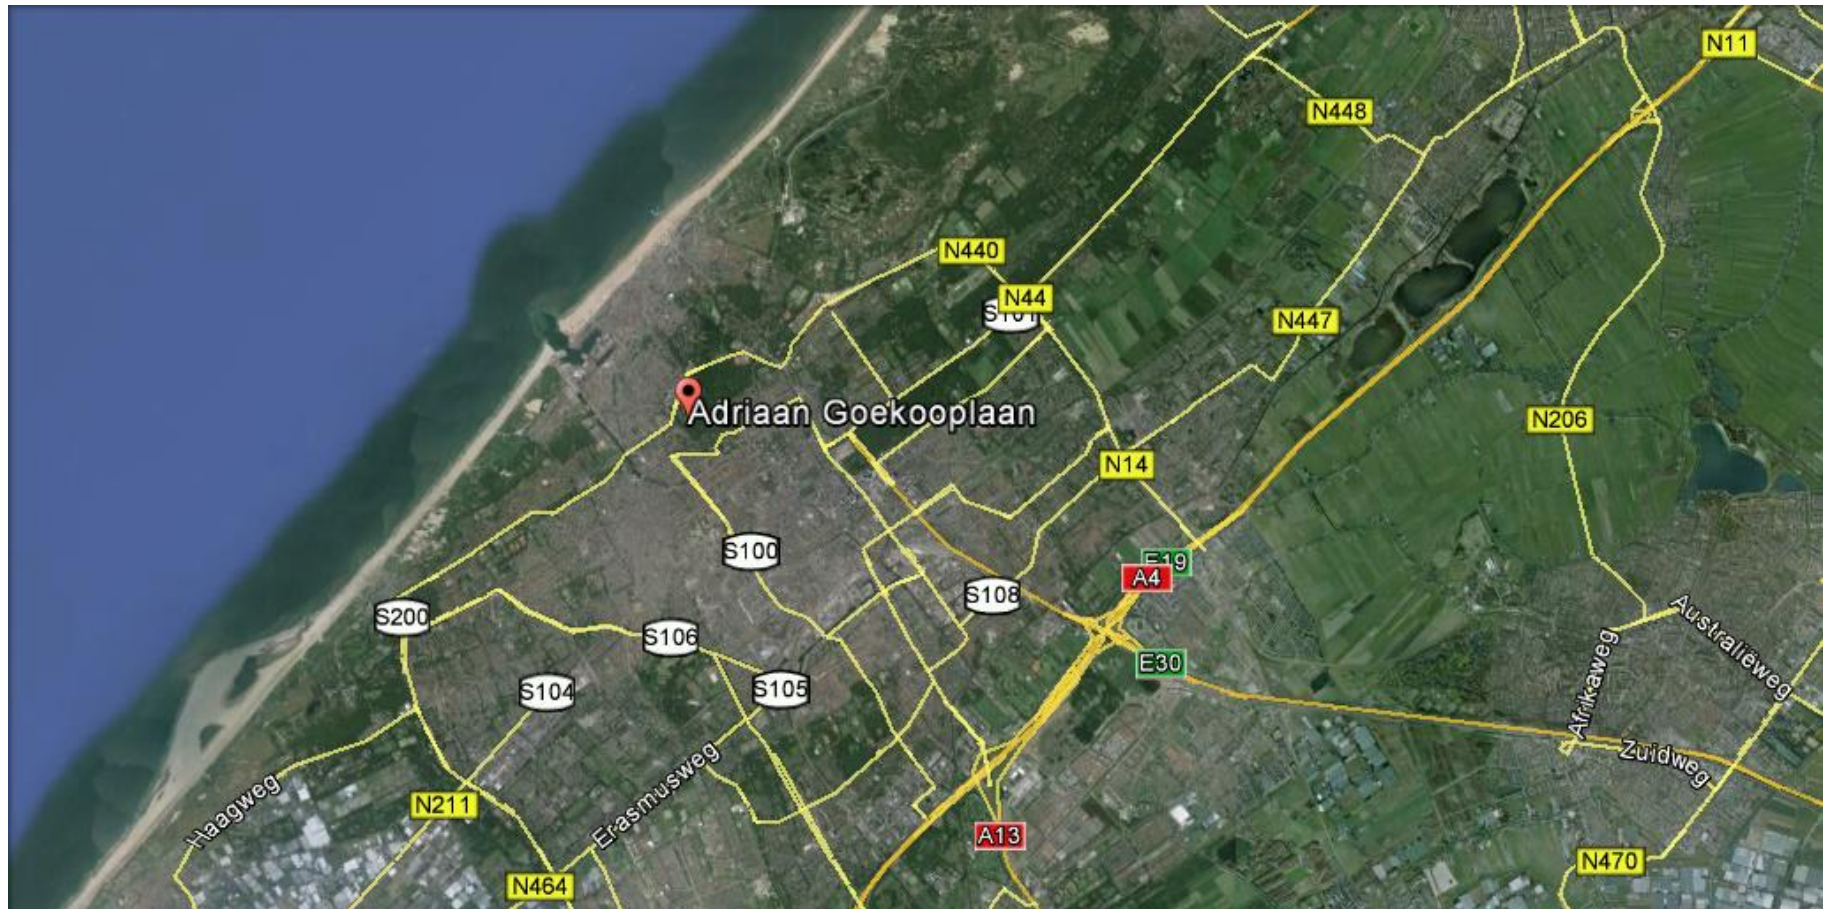 N11
N448
N440
N44
S101
N447
Adriaan Goekooplaan
N206
N14
S100
E19
A4
S108
S200
S106
E30
S105
S104
Australiëweg
Afrikaweg
Zuidweg
Haagweg
N211
Erasmusweg
A13
N464
N470